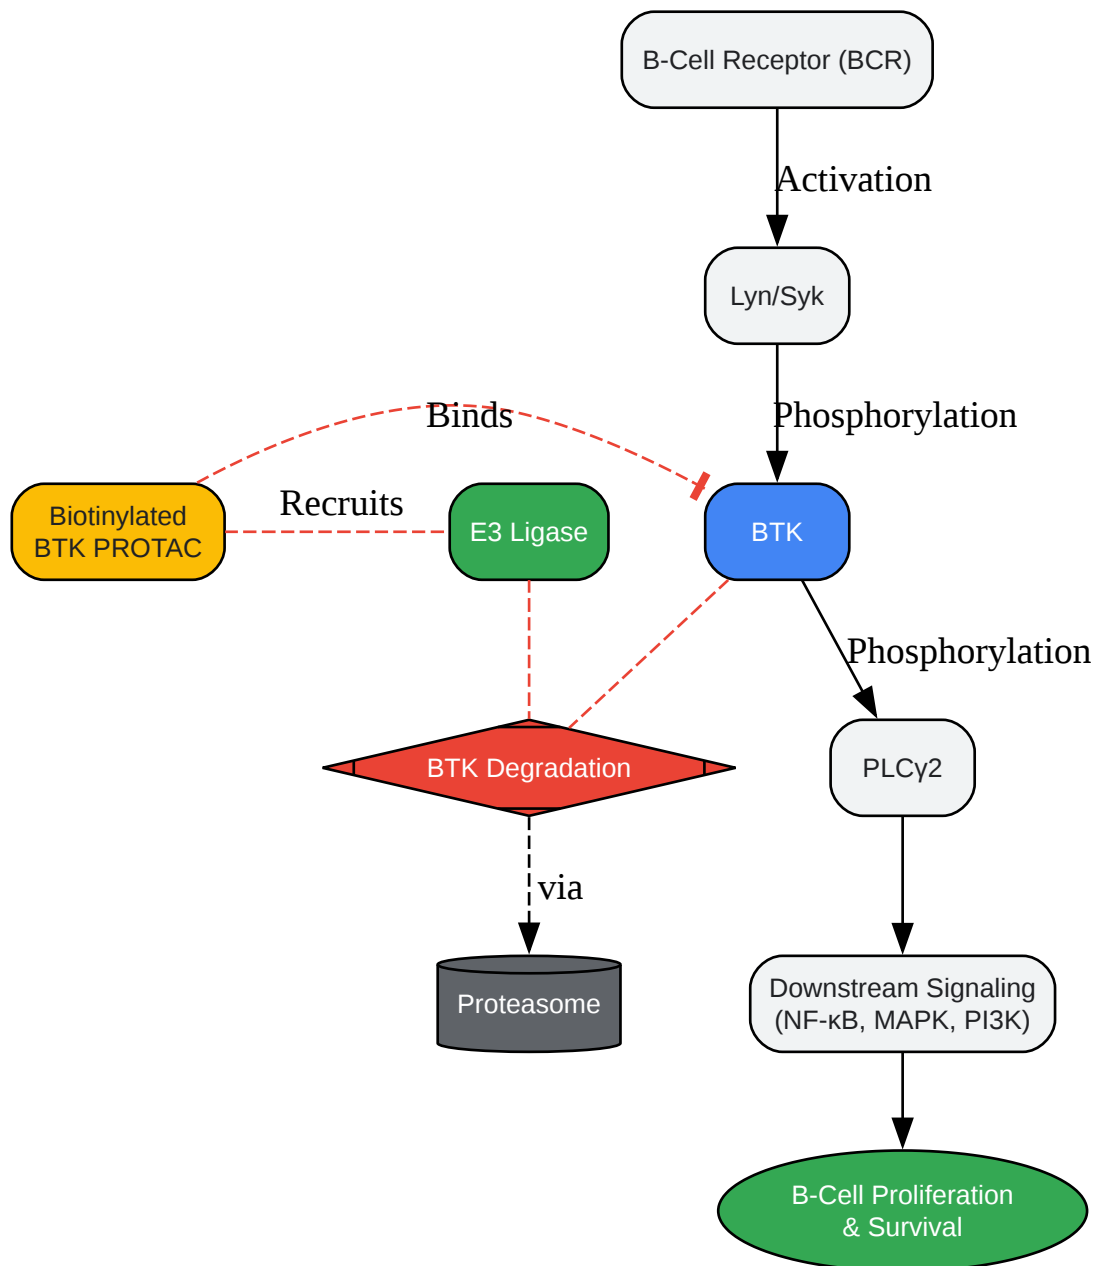 B-Cell Receptor (BCR)
Activation
Lyn/Syk
Binds
Phosphorylation
Biotinylated
BTK PROTAC
Recruits
E3 Ligase
BTK
Phosphorylation
BTK Degradation
PLCγ2
via
Proteasome
Downstream Signaling
(NF-κB, MAPK, PI3K)
B-Cell Proliferation
& Survival